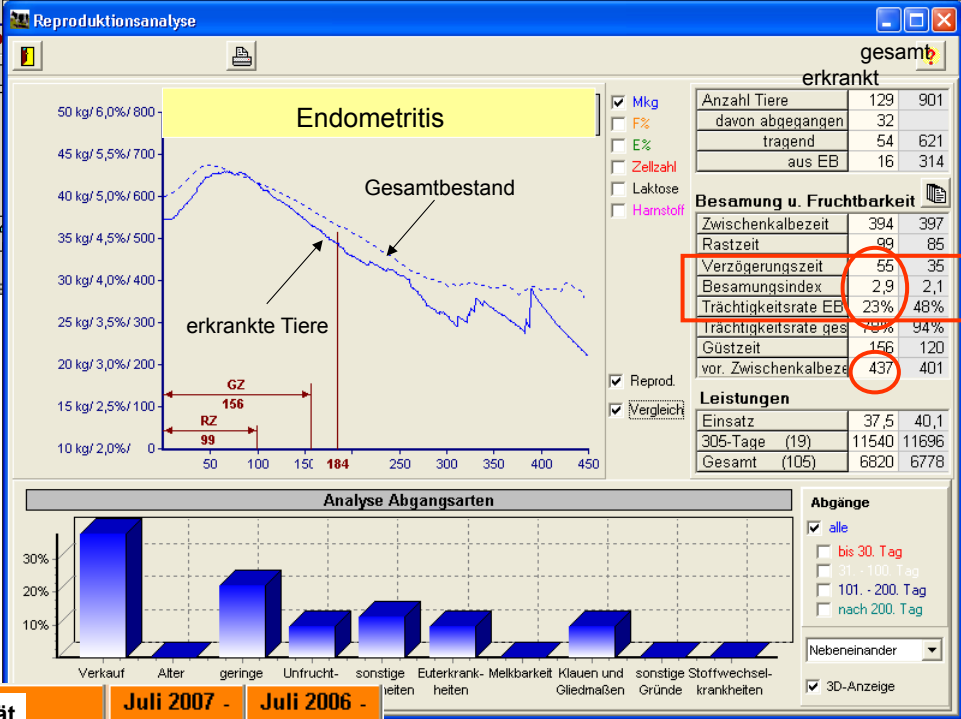 Reproduktionsanalyse
gesamt
?
erkrankt
Endometritis
50 kg/ 6,0%/ 800
45 kg/ 5,5%/ 700
40 kg/ 5,0%/ 600
35 kg/ 4,5%/ 500
30 kg/ 4,0%/ 400
25 kg/ 3,5%/ 300
20 kg/ 3,0%/ 200
15 kg/ 2,5%/ 100
10 kg/ 2,0%/ 0
Gesamtbestand
erkrankte Tiere
GZ
156
RZ
99
50 100 150 184 250 300 350 400 450
Mkg
F%
E%
Zellzahl
Laktose
Harnstoff
Reprod.
Vergleich
Anzahl Tiere 129 901
davon abgegangen 32
tragend 54 621
aus EB 16 314
Besamung u. Fruchtbarkeit
Zwischenkalbezeit 394 397
Rastzeit 99 85
Verzögerungszeit 55 35
Besamungsindex 2,9 2,1
Trächtigkeitsrate EB 23% 48%
Trächtigkeitsrate ges 94%
Güstzeit 156 120
vor. Zwischenkalbeze 437 401
Leistungen
Einsatz 37,5 40,1
305-Tage (19) 11540 11696
Gesamt (105) 6820 6778
Analyse Abgangsarten
30%
20%
10%
Verkauf Alter geringe Unfrucht- sonstige Euterkrank- Melkbarkeit Klauen und sonstige Stoffwechsel-
heiten heiten Gliedmaßen Gründe krankheiten
Abgänge
alle
bis 30. Tag
31. - 100. Tag
101. - 200. Tag
nach 200. Tag
Nebeneinander
3D-Anzeige
ät Juli 2007 - Juli 2006 -